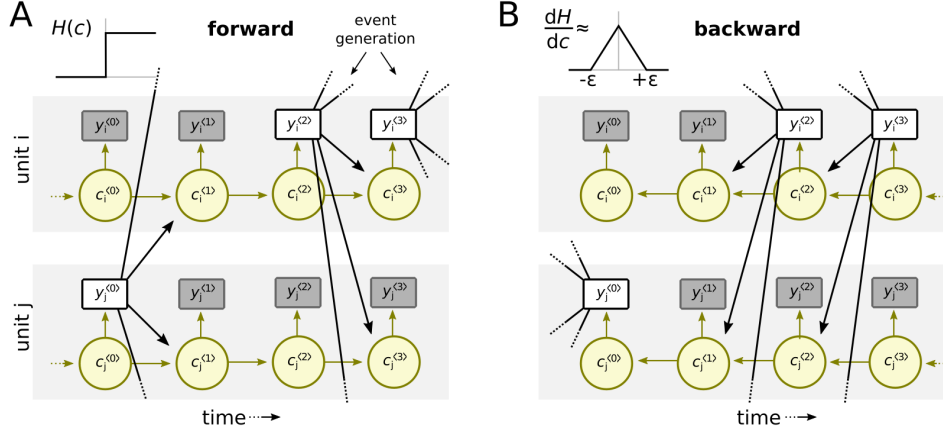 A
H(c)
forward
event
generation
unit i
y_i^⟨0⟩
y_i^⟨1⟩
y_i^⟨2⟩
y_i^⟨3⟩
c_i^⟨0⟩
c_i^⟨1⟩
c_i^⟨2⟩
c_i^⟨3⟩
unit j
y_j^⟨0⟩
y_j^⟨1⟩
y_j^⟨2⟩
y_j^⟨3⟩
c_j^⟨0⟩
c_j^⟨1⟩
c_j^⟨2⟩
c_j^⟨3⟩
time
B
dH
dc
≈
-ε
+ε
backward
y_i^⟨0⟩
y_i^⟨1⟩
y_i^⟨2⟩
y_i^⟨3⟩
c_i^⟨0⟩
c_i^⟨1⟩
c_i^⟨2⟩
c_i^⟨3⟩
y_j^⟨0⟩
y_j^⟨1⟩
y_j^⟨2⟩
y_j^⟨3⟩
c_j^⟨0⟩
c_j^⟨1⟩
c_j^⟨2⟩
c_j^⟨3⟩
time